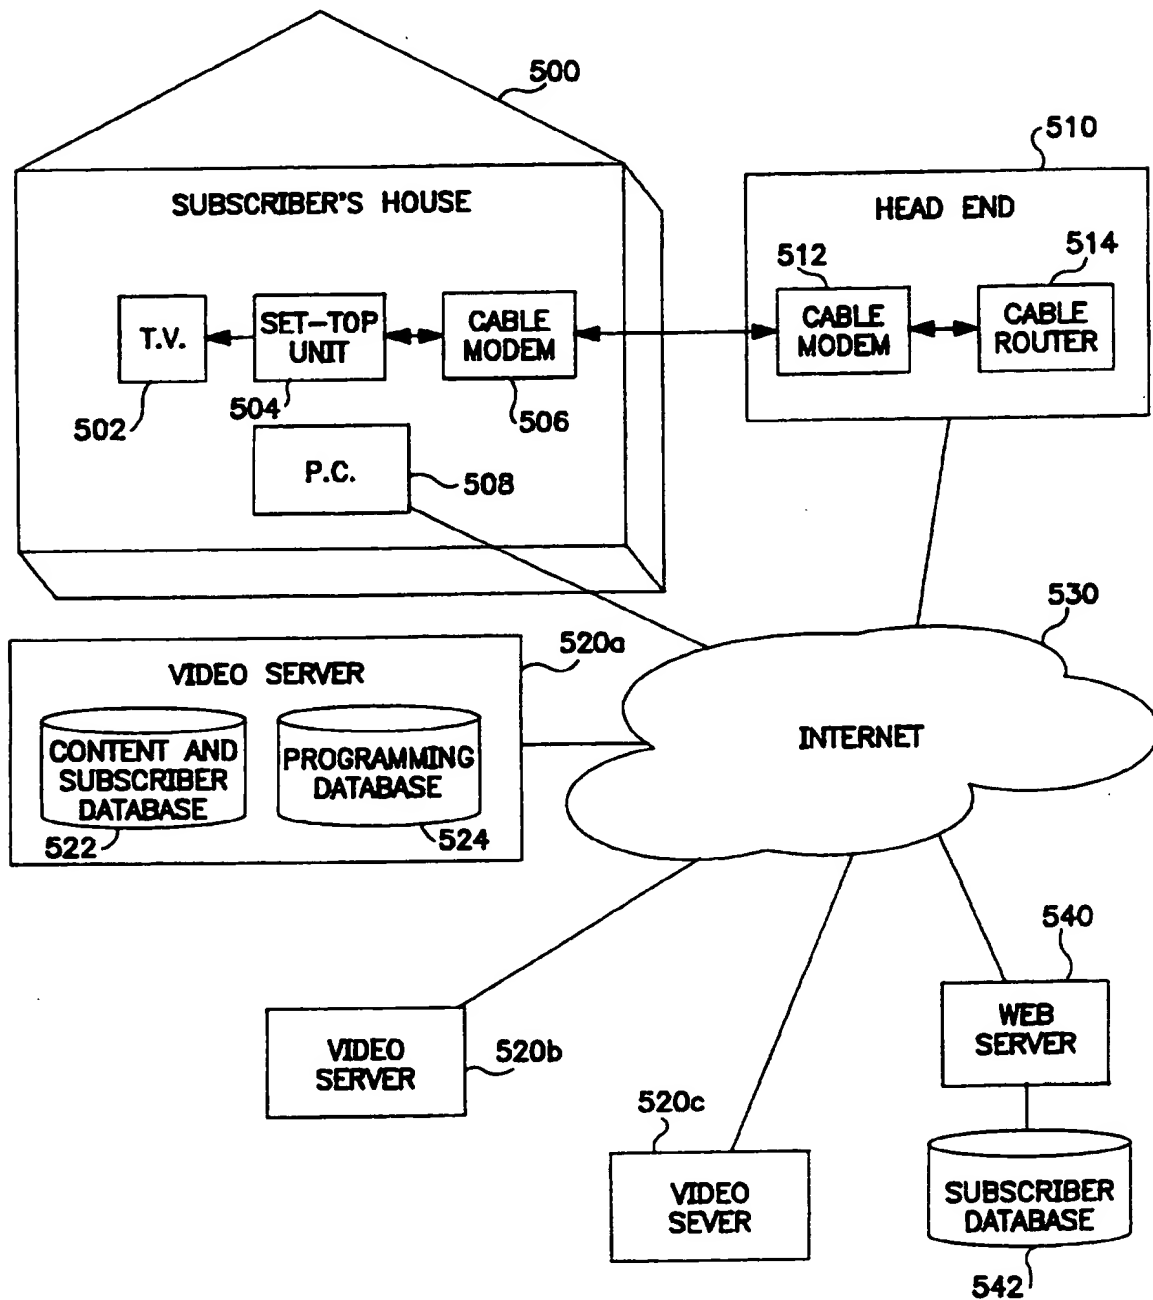 500
510
SUBSCRIBER'S HOUSE
HEAD END
512
514
T.V.
SET-TOP
UNIT
CABLE
MODEM
CABLE
MODEM
CABLE
ROUTER
502
504
506
P.C.
508
530
520a
VIDEO SERVER
CONTENT AND
SUBSCRIBER
DATABASE
PROGRAMMING
DATABASE
INTERNET
522
524
540
WEB
SERVER
VIDEO
SERVER
520b
520c
VIDEO
SEVER
SUBSCRIBER
DATABASE
542